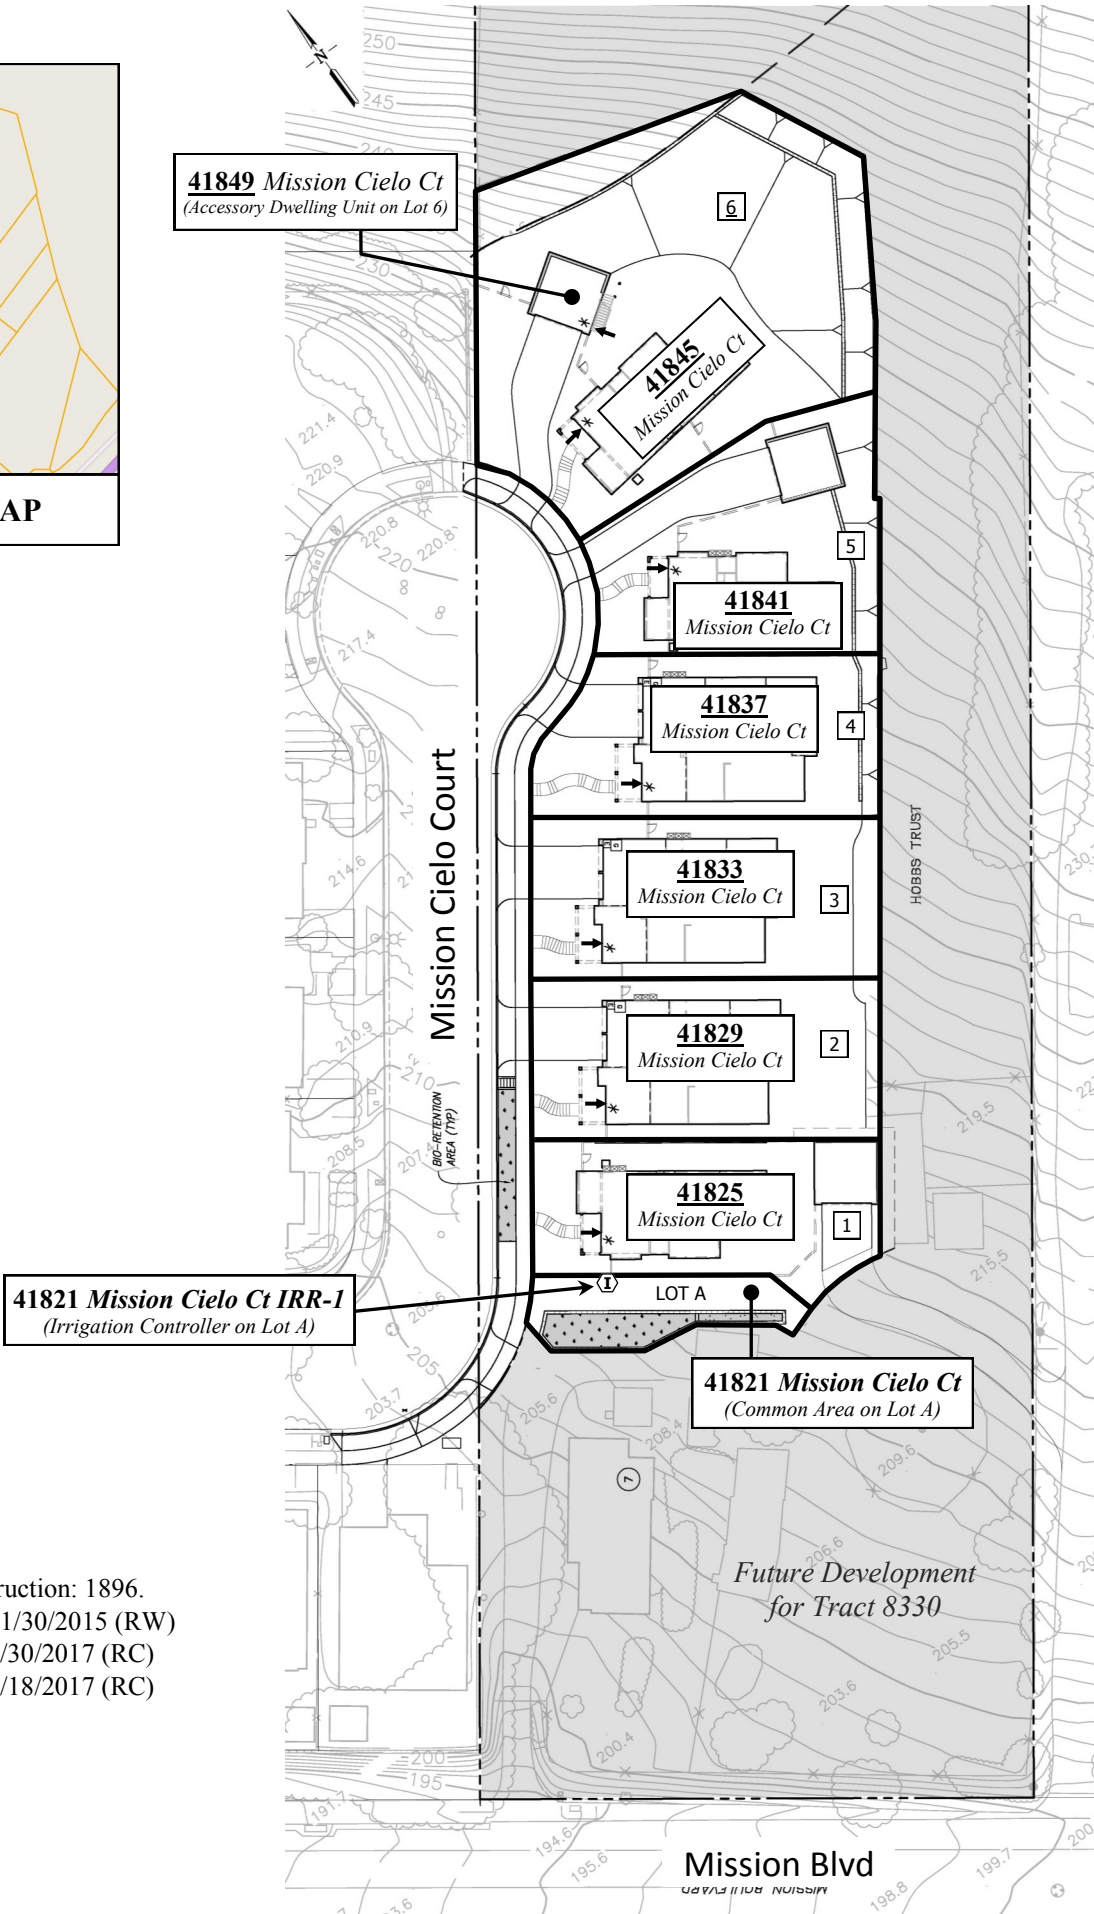 N
250
245
240
AP
41849 Mission Cielo Ct
(Accessory Dwelling Unit on Lot 6)
6
230
41845
Mission Cielo Ct
221.4
220.9
220.8
220
220.8
5
41841
Mission Cielo Ct
217.4
41837
Mission Cielo Ct
4
Mission Cielo Court
HOBBS TRUST
214.6
21
41833
Mission Cielo Ct
3
230
210.9
210
41829
Mission Cielo Ct
2
BIO-RETENTION
AREA (TYP)
219.5
208.5
207.4
41825
Mission Cielo Ct
1
215.5
41821 Mission Cielo Ct IRR-1
(Irrigation Controller on Lot A)
I
LOT A
205
203.7
41821 Mission Cielo Ct
(Common Area on Lot A)
205.6
208.4
209.6
7
206.6
Future Development
for Tract 8330
205.5
203.6
200.4
ruction: 1896.
1/30/2015 (RW)
/30/2017 (RC)
/18/2017 (RC)
200
195
191.7
194.6
195.6
Mission Blvd
MISSION BOULEVARD
198.8
199.7
200